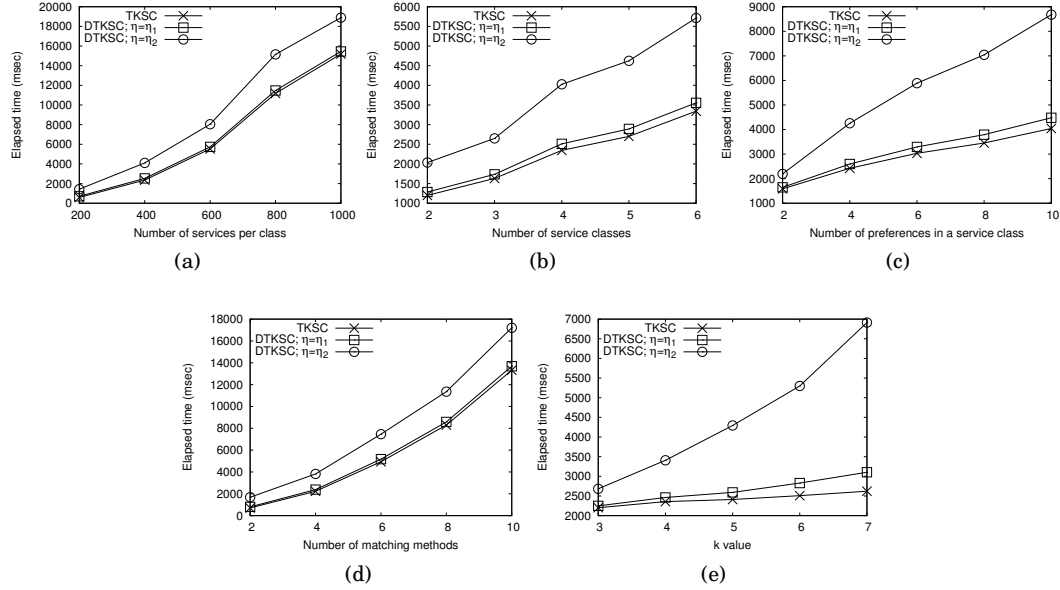 20000
18000
16000
14000
12000
10000
8000
6000
4000
2000
0
200 400 600 800 1000
Elapsed time (msec)
Number of services per class
TKSC
DTKSC; η=η1
DTKSC; η=η2
(a)
6000
5500
5000
4500
4000
3500
3000
2500
2000
1500
1000
2 3 4 5 6
Elapsed time (msec)
Number of service classes
TKSC
DTKSC; η=η1
DTKSC; η=η2
(b)
9000
8000
7000
6000
5000
4000
3000
2000
1000
2 4 6 8 10
Elapsed time (msec)
Number of preferences in a service class
TKSC
DTKSC; η=η1
DTKSC; η=η2
(c)
18000
16000
14000
12000
10000
8000
6000
4000
2000
0
2 4 6 8 10
Elapsed time (msec)
Number of matching methods
TKSC
DTKSC; η=η1
DTKSC; η=η2
(d)
7000
6500
6000
5500
5000
4500
4000
3500
3000
2500
2000
3 4 5 6 7
Elapsed time (msec)
k value
TKSC
DTKSC; η=η1
DTKSC; η=η2
(e)